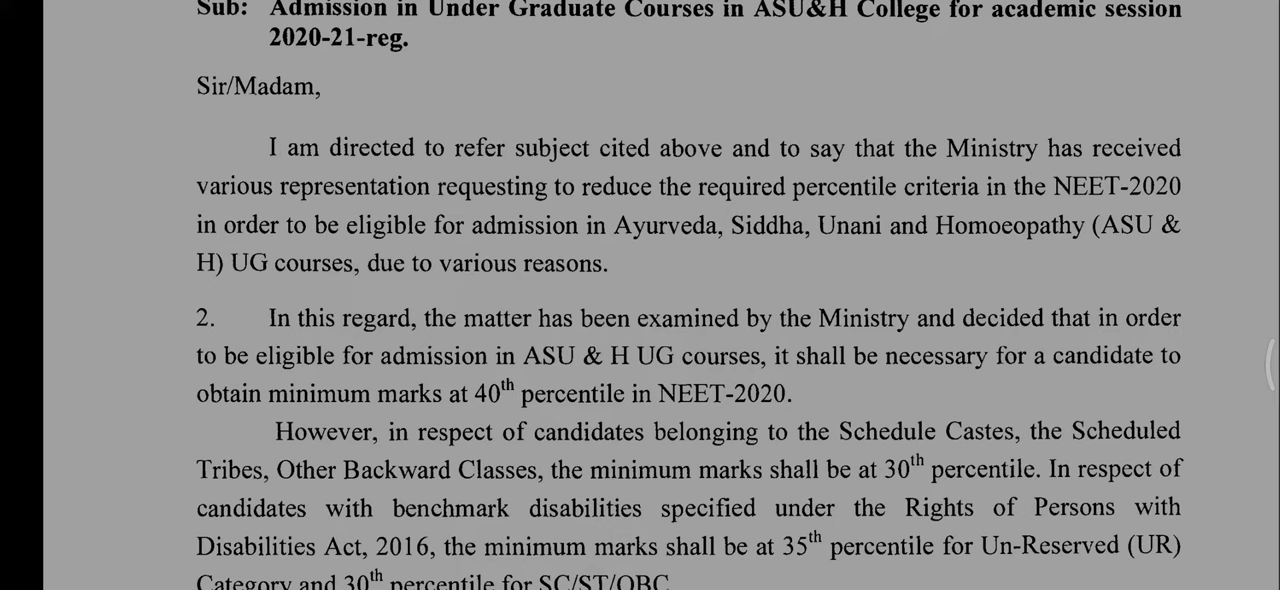 Sub: Admission in Under Graduate Courses in ASU&H College for academic session
2020-21-reg.
Sir/Madam,
I am directed to refer subject cited above and to say that the Ministry has received
various representation requesting to reduce the required percentile criteria in the NEET-2020
in order to be eligible for admission in Ayurveda, Siddha, Unani and Homoeopathy (ASU &
H) UG courses, due to various reasons.
2. In this regard, the matter has been examined by the Ministry and decided that in order
to be eligible for admission in ASU & H UG courses, it shall be necessary for a candidate to
obtain minimum marks at 40th percentile in NEET-2020.
However, in respect of candidates belonging to the Schedule Castes, the Scheduled
Tribes, Other Backward Classes, the minimum marks shall be at 30th percentile. In respect of
candidates with benchmark disabilities specified under the Rights of Persons with
Disabilities Act, 2016, the minimum marks shall be at 35th percentile for Un-Reserved (UR)
Category and 30th percentile for SC/ST/OBC